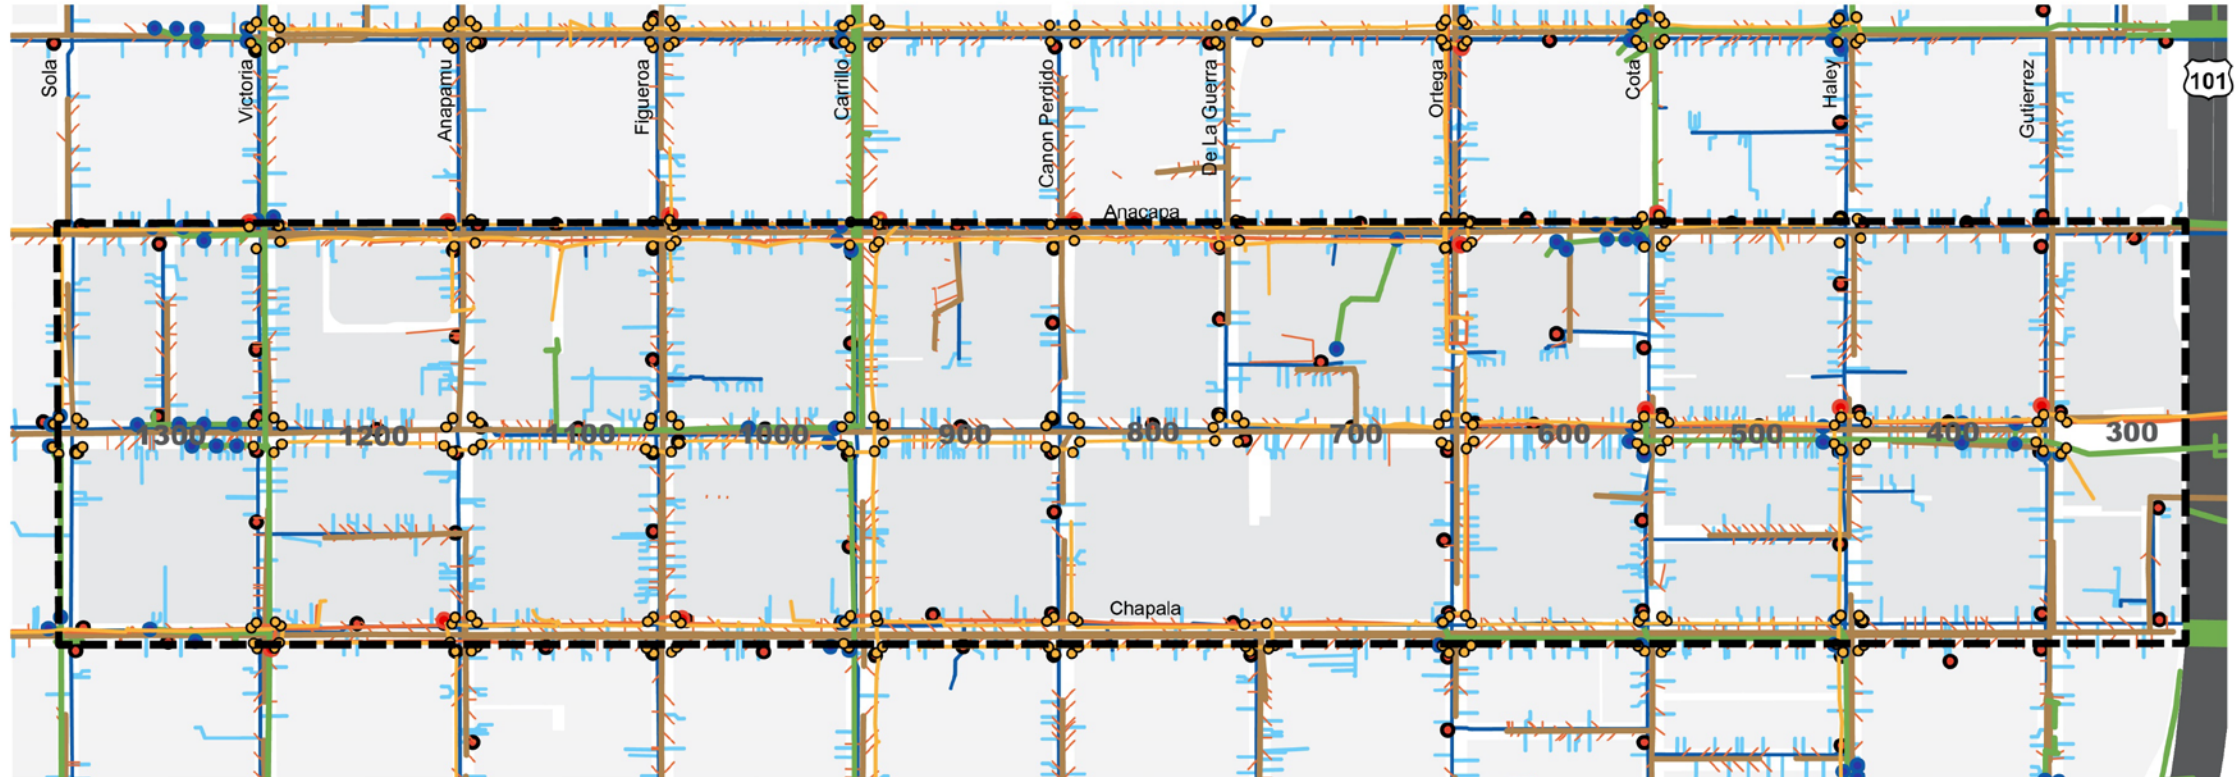 Sola
Victoria
Anapamu
Figueroa
Carrillo
Canon Perdido
De La Guerra
Ortega
Cota
Haley
Gutierrez
101
Anacapa
1300
1200
1100
1000
900
800
700
600
500
400
300
Chapala